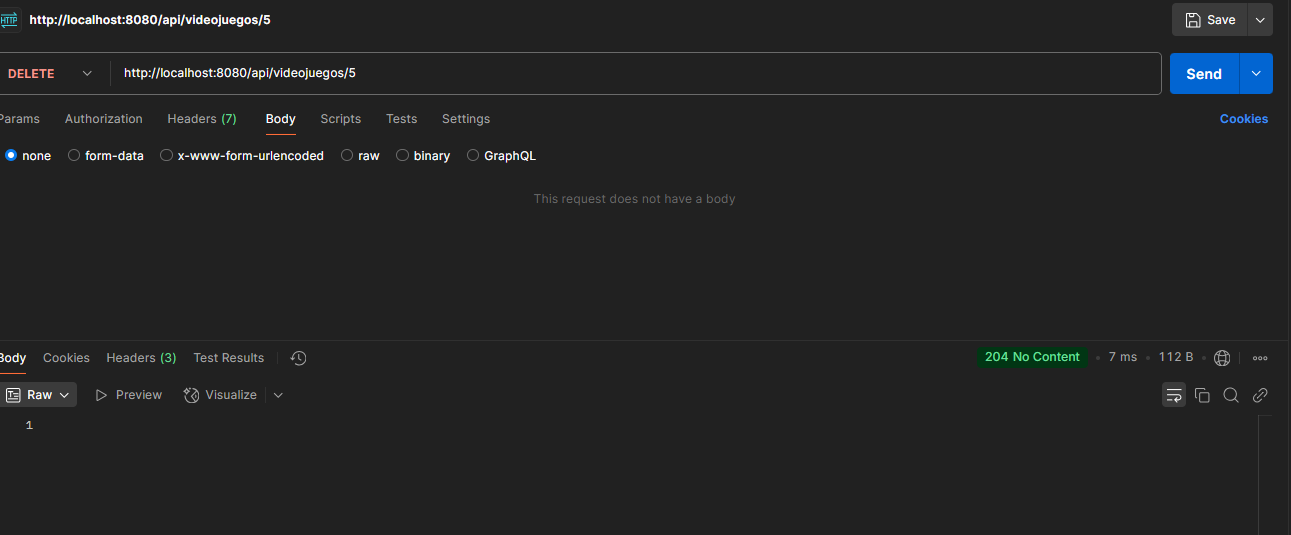 HTTP http://localhost:8080/api/videojuegos/5 Save
DELETE http://localhost:8080/api/videojuegos/5 Send
Params Authorization Headers (7) Body Scripts Tests Settings Cookies
none form-data x-www-form-urlencoded raw binary GraphQL
This request does not have a body
Body Cookies Headers (3) Test Results 204 No Content • 7 ms • 112 B
Raw Preview Visualize
1